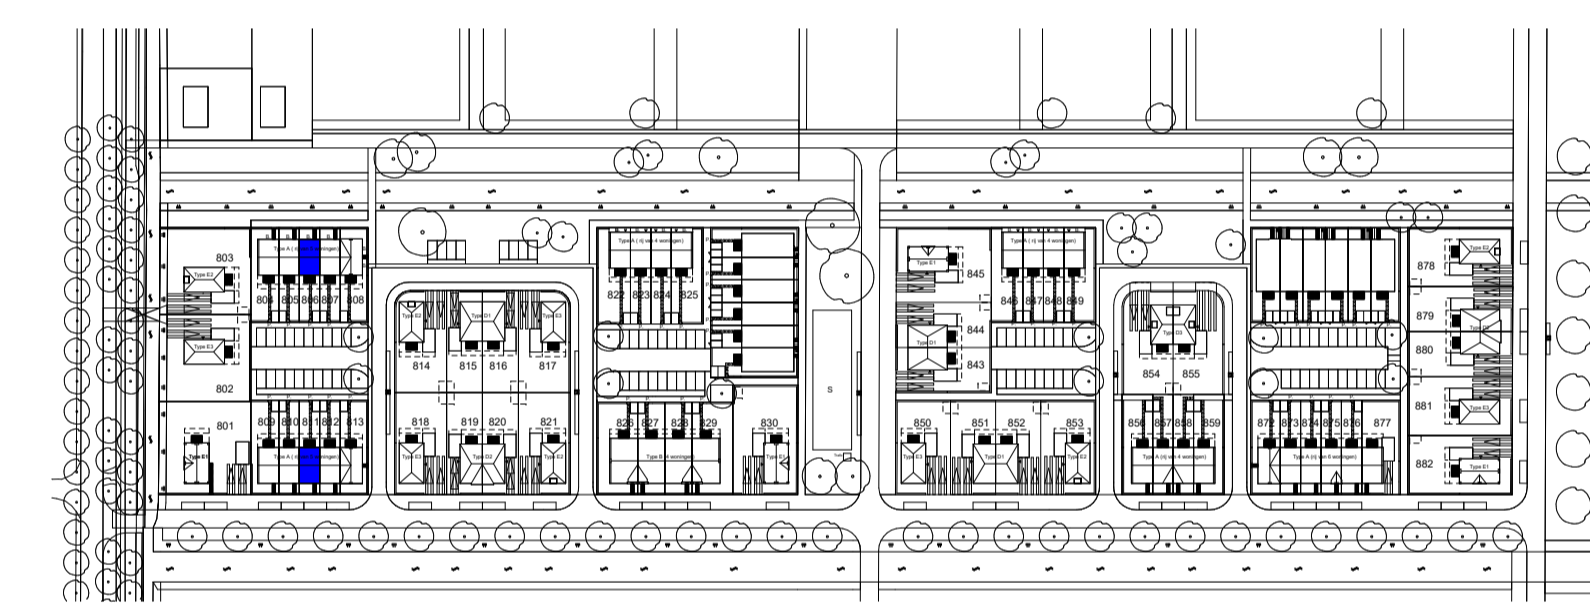 Type E2
803
804 805 806 807 808
Type E3
802
801
Type E1
809 810 811 812 813
Type E2
Type D1
Type E3
814
815
816
817
818
819
820
821
Type E3
Type D2
Type E2
Type A ( rij van 4 woningen)
822 823 824 825
826 827 828 829
830
Type E1
S
Type E1
845
844
Type D1
843
Type A ( rij van 4 woningen)
846 847 848 849
850
851
852
853
Type E3
Type D1
Type E2
854
855
856 857 858 859
Type A ( rij van 4 woningen)
872 873 874 875 876 877
Type A ( rij van 6 woningen)
878
Type E2
879
880
881
Type E3
882
Type E1